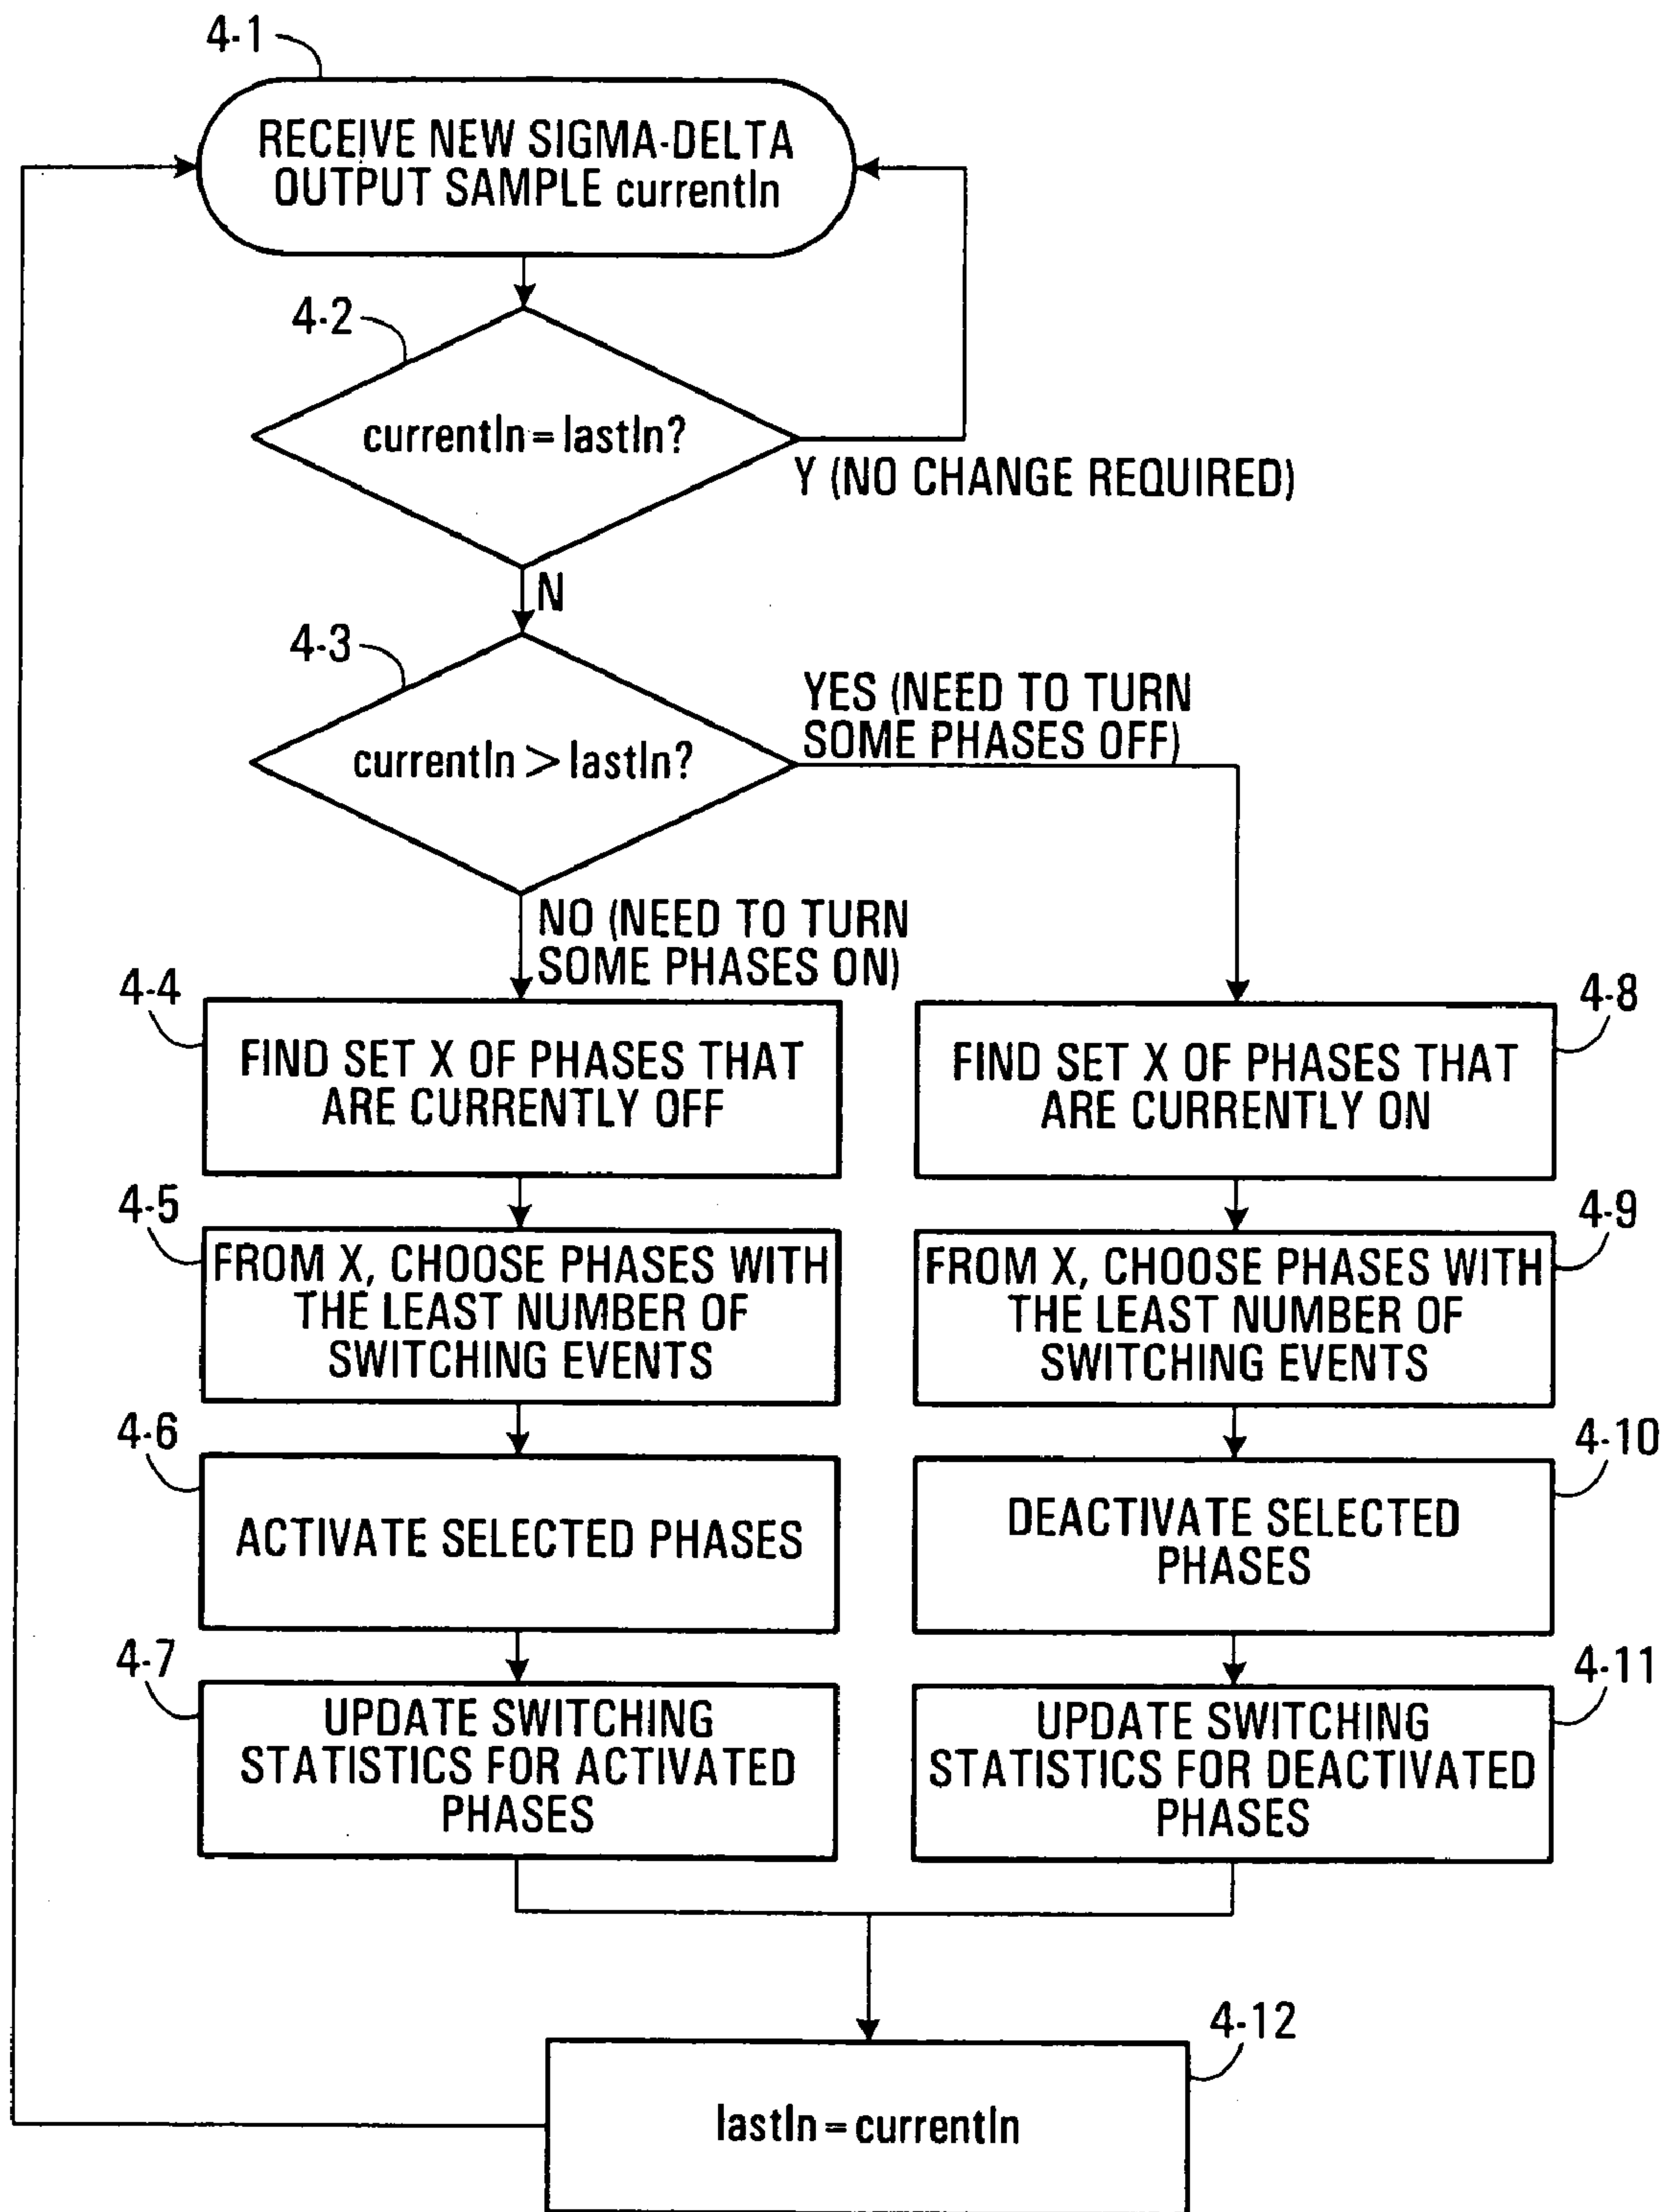 4-1
RECEIVE NEW SIGMA-DELTA
OUTPUT SAMPLE currentIn
4-2
currentIn = lastIn?
Y (NO CHANGE REQUIRED)
N
4-3
currentIn > lastIn?
YES (NEED TO TURN
SOME PHASES OFF)
NO (NEED TO TURN
SOME PHASES ON)
4-4
FIND SET X OF PHASES THAT
ARE CURRENTLY OFF
4-8
FIND SET X OF PHASES THAT
ARE CURRENTLY ON
4-5
FROM X, CHOOSE PHASES WITH
THE LEAST NUMBER OF
SWITCHING EVENTS
4-9
FROM X, CHOOSE PHASES WITH
THE LEAST NUMBER OF
SWITCHING EVENTS
4-6
ACTIVATE SELECTED PHASES
4-10
DEACTIVATE SELECTED
PHASES
4-7
UPDATE SWITCHING
STATISTICS FOR ACTIVATED
PHASES
4-11
UPDATE SWITCHING
STATISTICS FOR DEACTIVATED
PHASES
4-12
lastIn = currentIn